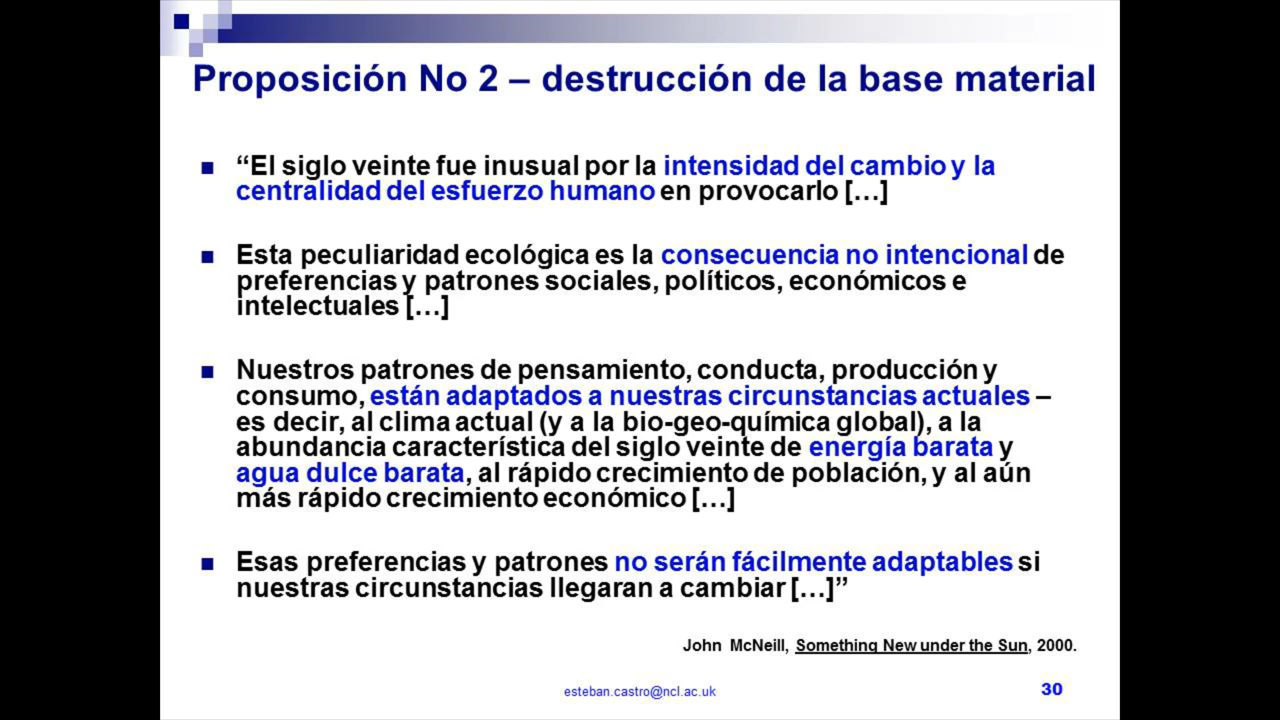 Proposición No 2 – destrucción de la base material
“El siglo veinte fue inusual por la intensidad del cambio y la
centralidad del esfuerzo humano en provocarlo […]
Esta peculiaridad ecológica es la consecuencia no intencional de
preferencias y patrones sociales, políticos, económicos e
intelectuales […]
Nuestros patrones de pensamiento, conducta, producción y
consumo, están adaptados a nuestras circunstancias actuales –
es decir, al clima actual (y a la bio-geo-química global), a la
abundancia característica del siglo veinte de energía barata y
agua dulce barata, al rápido crecimiento de población, y al aún
más rápido crecimiento económico […]
Esas preferencias y patrones no serán fácilmente adaptables si
nuestras circunstancias llegaran a cambiar […]”
John McNeill, Something New under the Sun, 2000.
esteban.castro@ncl.ac.uk
30